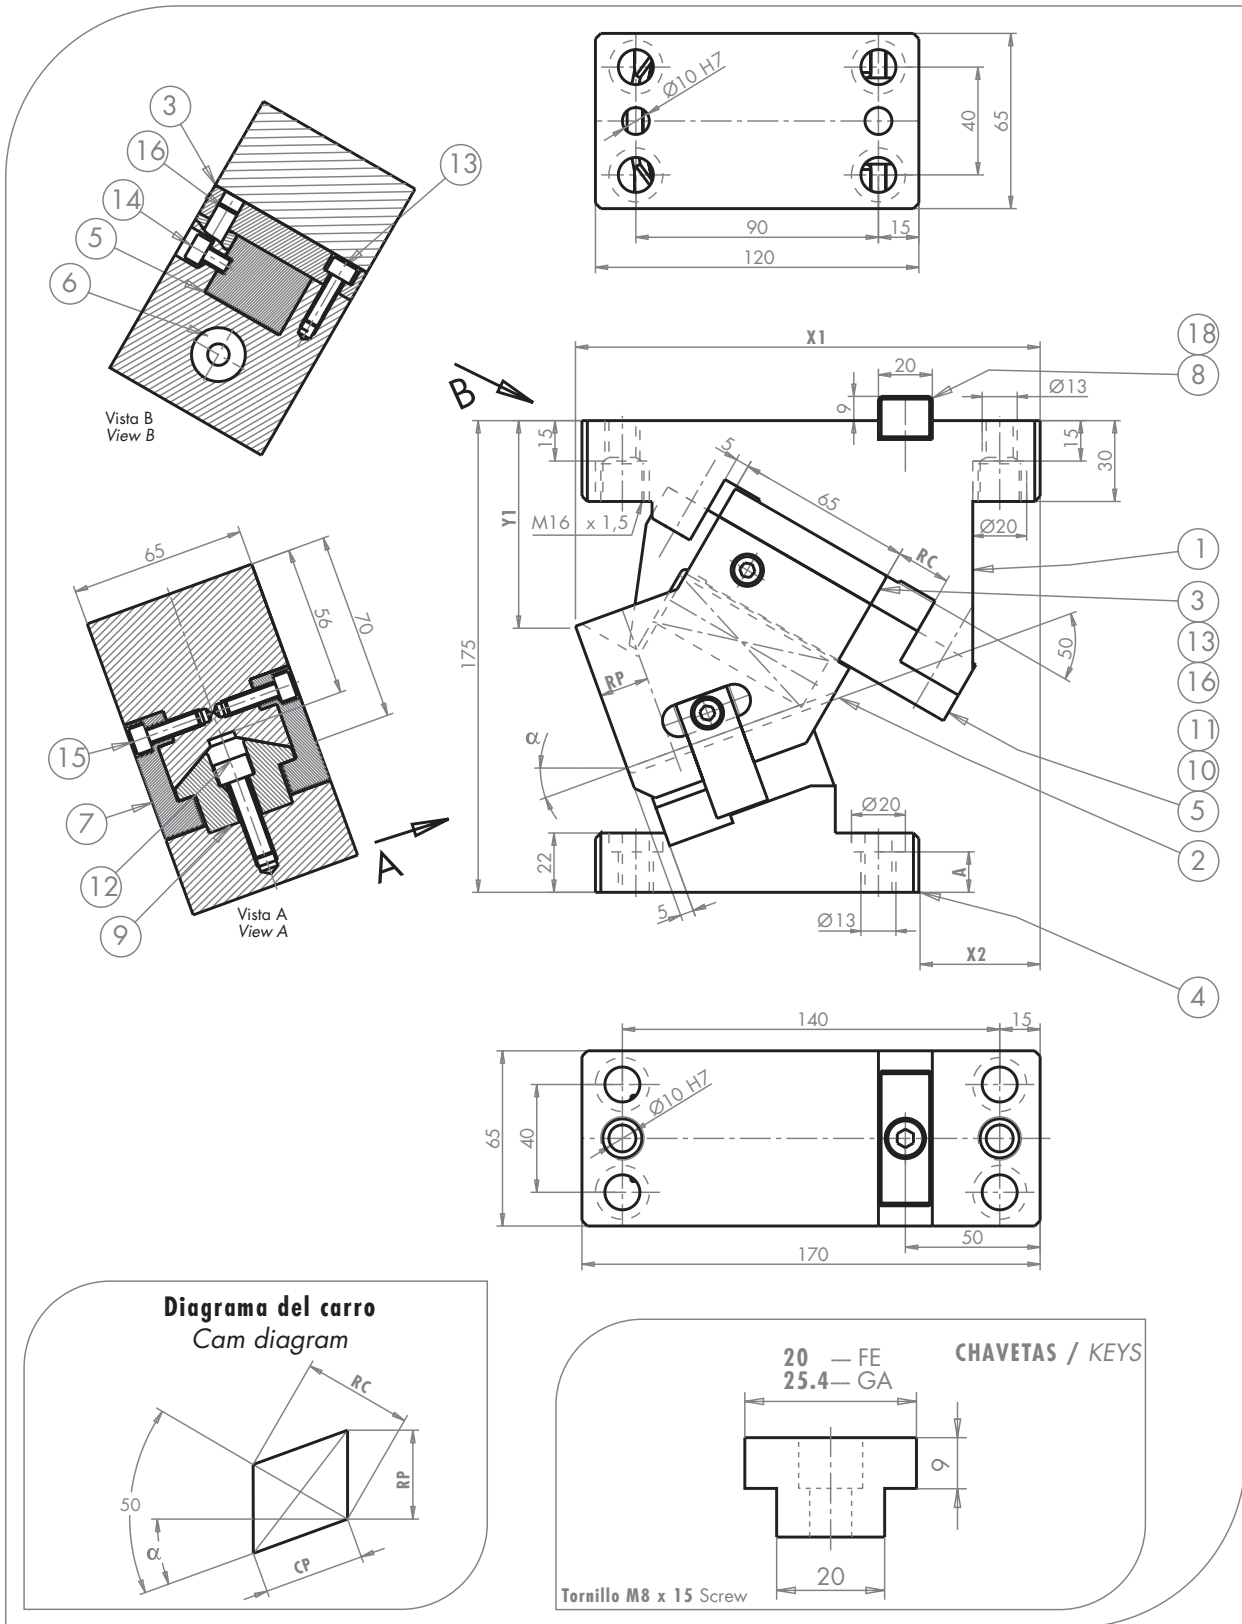 Ø10 HZ
40
65
90
15
120
3
16
14
5
6
13
Vista B
View B
B
X1
20
9
18
8
Ø13
15
15
30
5
65
M16 x 1,5
Y1
RC
Ø20
175
50
RP
α
1
3
13
16
11
10
5
2
4
65
56
70
15
7
12
9
Vista A
View A
A
Ø20
22
A
5
Ø13
X2
140
15
Ø10 HZ
65
40
50
170
Diagrama del carro
Cam diagram
RC
RP
50
α
CP
20 — FE
25.4 — GA
CHAVETAS / KEYS
9
20
Tornillo M8 x 15 Screw